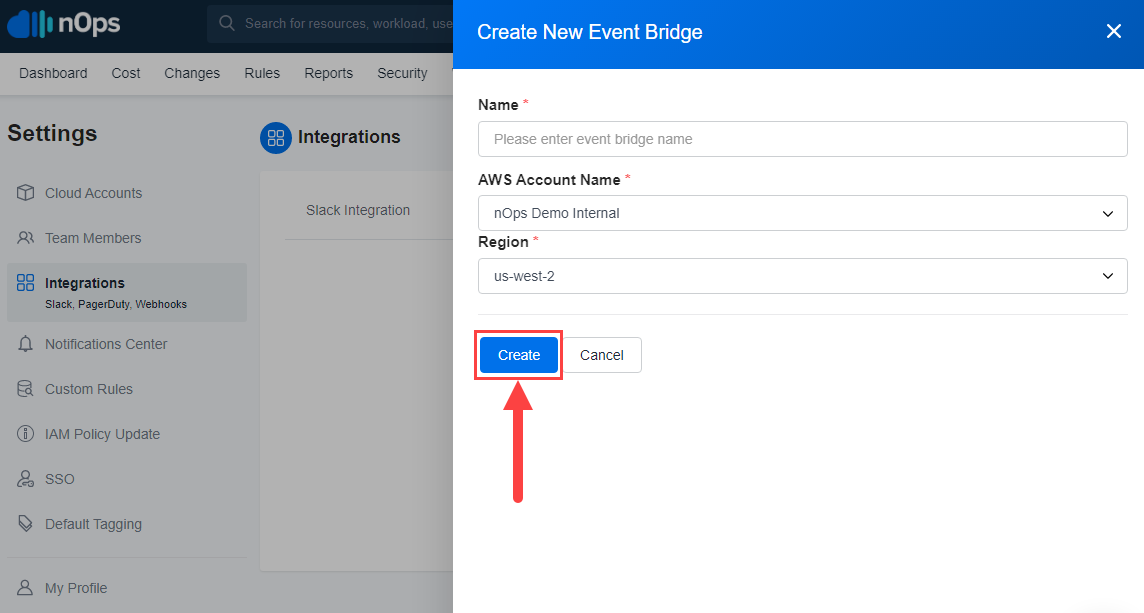 nOps
Search for resources, workload, use
Dashboard Cost Changes Rules Reports Security
Settings
Cloud Accounts
Team Members
Integrations
Slack, PagerDuty, Webhooks
Notifications Center
Custom Rules
IAM Policy Update
SSO
Default Tagging
My Profile
Integrations
Slack Integration
Create New Event Bridge
Name *
Please enter event bridge name
AWS Account Name *
nOps Demo Internal
Region *
us-west-2
Create Cancel